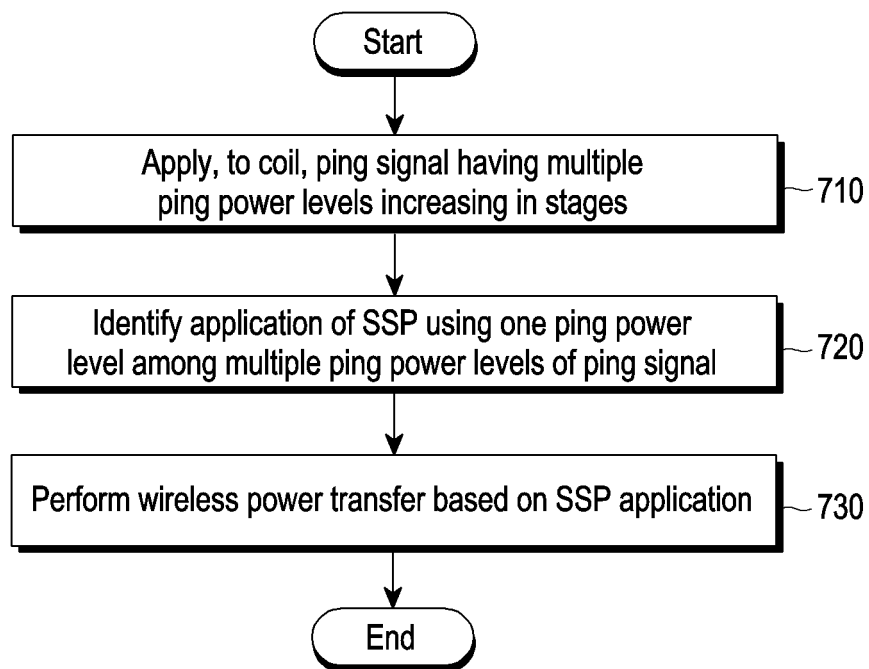 Start
Apply, to coil, ping signal having multiple
ping power levels increasing in stages
710
Identify application of SSP using one ping power
level among multiple ping power levels of ping signal
720
Perform wireless power transfer based on SSP application
730
End